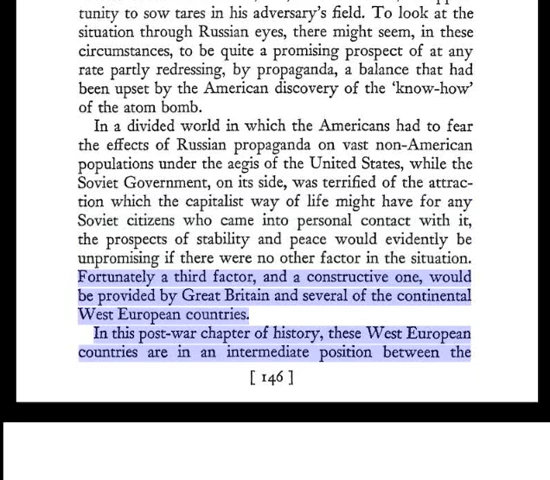 tunity to sow tares in his adversary's field. To look at the
situation through Russian eyes, there might seem, in these
circumstances, to be quite a promising prospect of at any
rate partly redressing, by propaganda, a balance that had
been upset by the American discovery of the 'know-how'
of the atom bomb.
In a divided world in which the Americans had to fear
the effects of Russian propaganda on vast non-American
populations under the aegis of the United States, while the
Soviet Government, on its side, was terrified of the attrac-
tion which the capitalist way of life might have for any
Soviet citizens who came into personal contact with it,
the prospects of stability and peace would evidently be
unpromising if there were no other factor in the situation.
Fortunately a third factor, and a constructive one, would
be provided by Great Britain and several of the continental
West European countries.
In this post-war chapter of history, these West European
countries are in an intermediate position between the
[ 146 ]